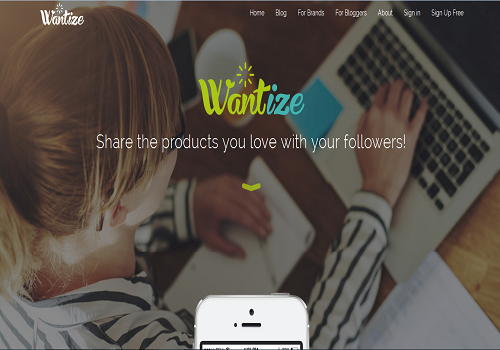 Wantize
Home Blog For Brands For Bloggers About Sign in Sign Up Free
Wantize
Share the products you love with your followers!